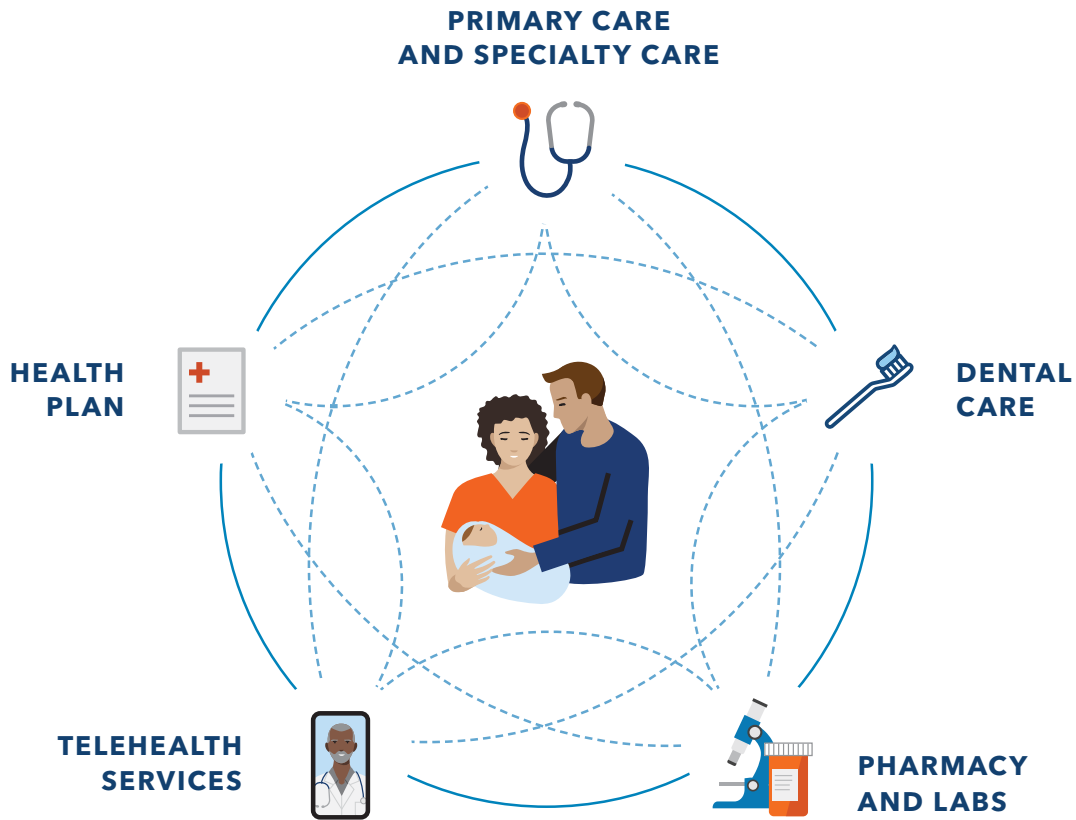 PRIMARY CARE
AND SPECIALTY CARE
HEALTH
PLAN
DENTAL
CARE
TELEHEALTH
SERVICES
PHARMACY
AND LABS